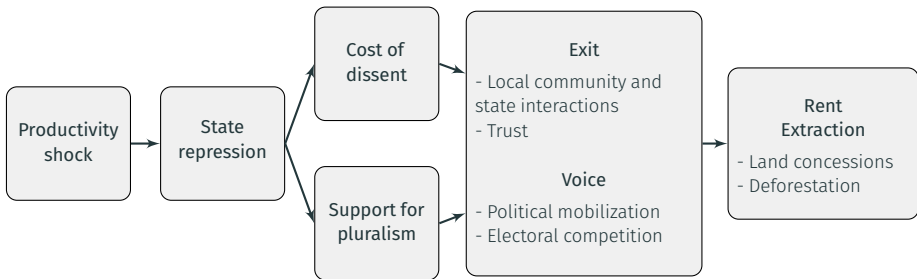 Productivity
shock
State
repression
Cost of
dissent
Support for
pluralism
Exit
- Local community and
state interactions
- Trust
Voice
- Political mobilization
- Electoral competition
Rent
Extraction
- Land concessions
- Deforestation